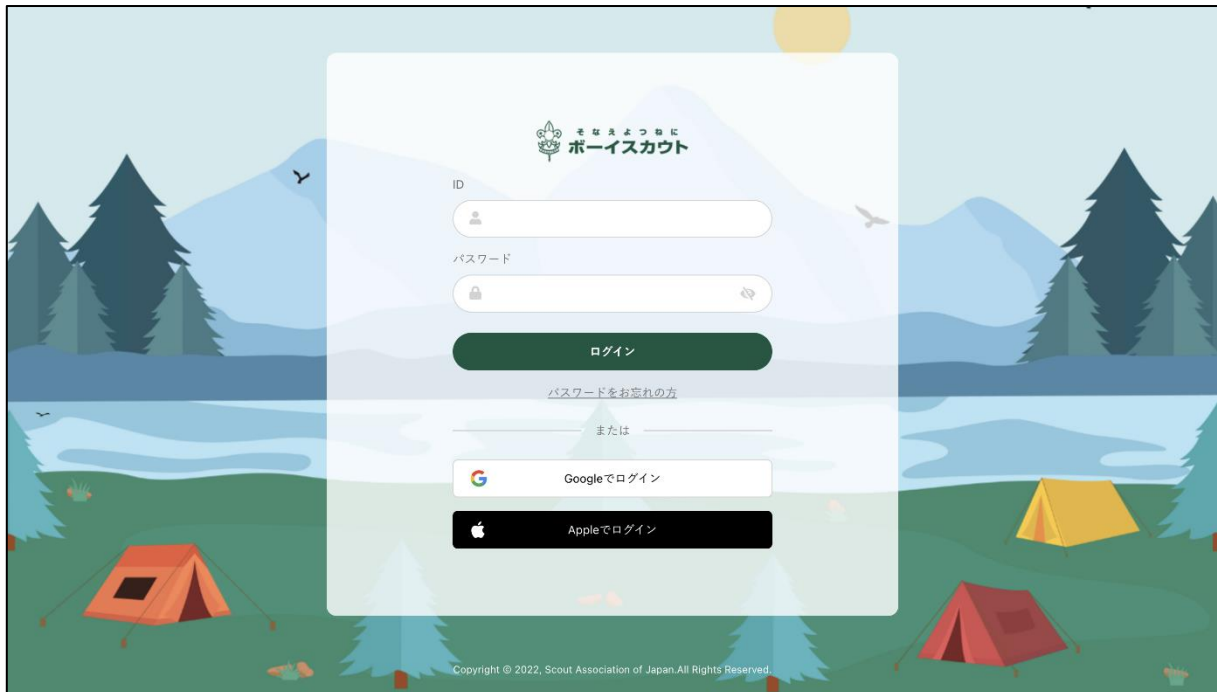 そなえよつねに
ボーイスカウト
ID
パスワード
ログイン
パスワードをお忘れの方
または
Googleでログイン
Appleでログイン
Copyright © 2022, Scout Association of Japan.All Rights Reserved.